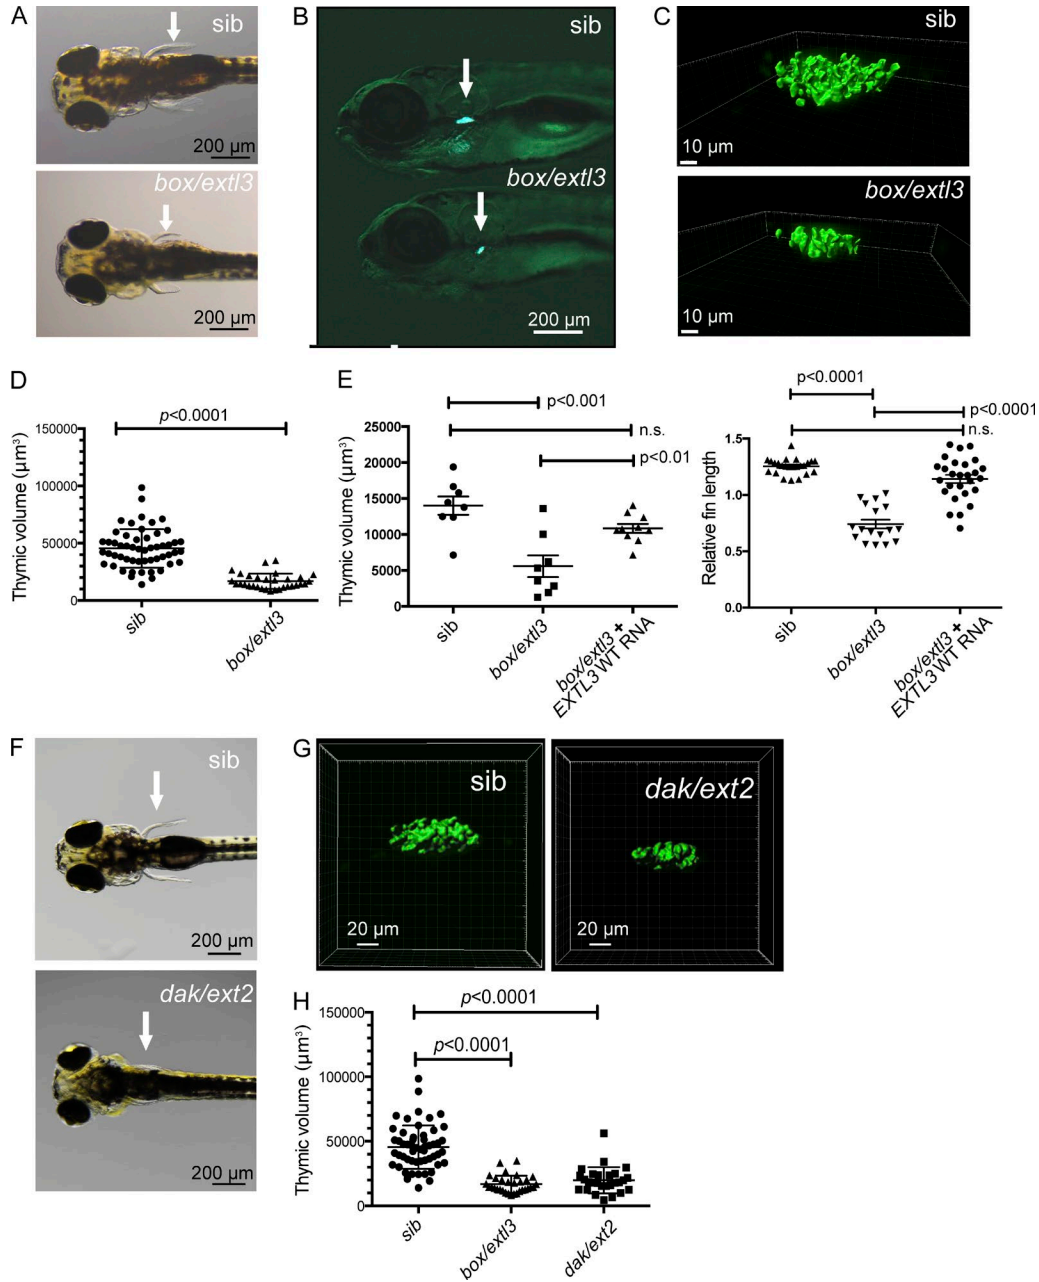 A
sib
200 µm
box/extl3
200 µm
B
sib
box/extl3
200 µm
C
sib
10 µm
box/extl3
10 µm
D
p<0.0001
Thymic volume (µm³)
150000
100000
50000
0
sib
box/extl3
E
p<0.001
n.s.
p<0.01
Thymic volume (µm³)
25000
20000
15000
10000
5000
0
sib
box/extl3
box/extl3 +
EXTL3 WT RNA
p<0.0001
p<0.0001
n.s.
Relative fin length
1.5
1.0
0.5
0.0
sib
box/extl3
box/extl3 +
EXTL3 WT RNA
F
sib
200 µm
dak/ext2
200 µm
G
sib
20 µm
dak/ext2
20 µm
H
p<0.0001
p<0.0001
Thymic volume (µm³)
150000
100000
50000
0
sib
box/extl3
dak/ext2